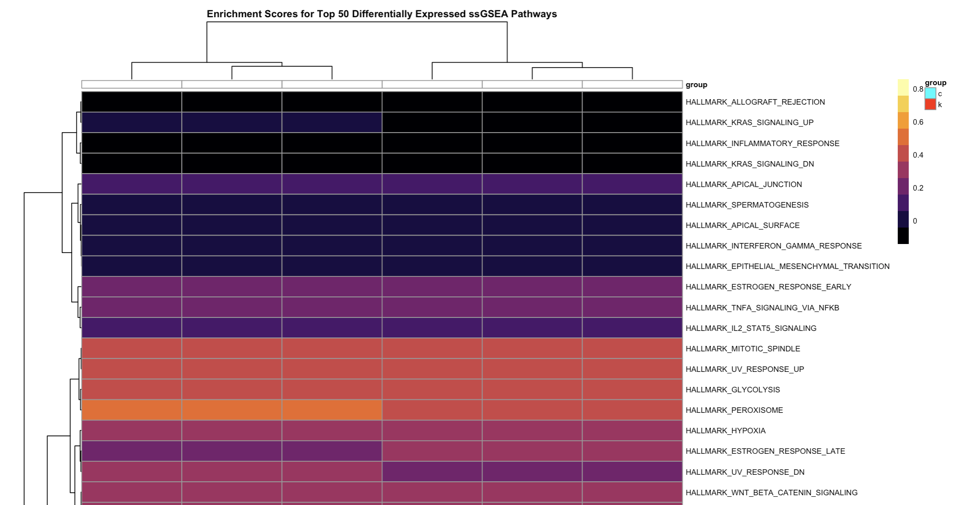 Enrichment Scores for Top 50 Differentially Expressed ssGSEA Pathways
group
HALLMARK_ALLOGRAFT_REJECTION
HALLMARK_KRAS_SIGNALING_UP
HALLMARK_INFLAMMATORY_RESPONSE
HALLMARK_KRAS_SIGNALING_DN
HALLMARK_APICAL_JUNCTION
HALLMARK_SPERMATOGENESIS
HALLMARK_APICAL_SURFACE
HALLMARK_INTERFERON_GAMMA_RESPONSE
HALLMARK_EPITHELIAL_MESENCHYMAL_TRANSITION
HALLMARK_ESTROGEN_RESPONSE_EARLY
HALLMARK_TNFA_SIGNALING_VIA_NFKB
HALLMARK_IL2_STAT5_SIGNALING
HALLMARK_MITOTIC_SPINDLE
HALLMARK_UV_RESPONSE_UP
HALLMARK_GLYCOLYSIS
HALLMARK_PEROXISOME
HALLMARK_HYPOXIA
HALLMARK_ESTROGEN_RESPONSE_LATE
HALLMARK_UV_RESPONSE_DN
HALLMARK_WNT_BETA_CATENIN_SIGNALING
0.8
0.6
0.4
0.2
0
group
c
k